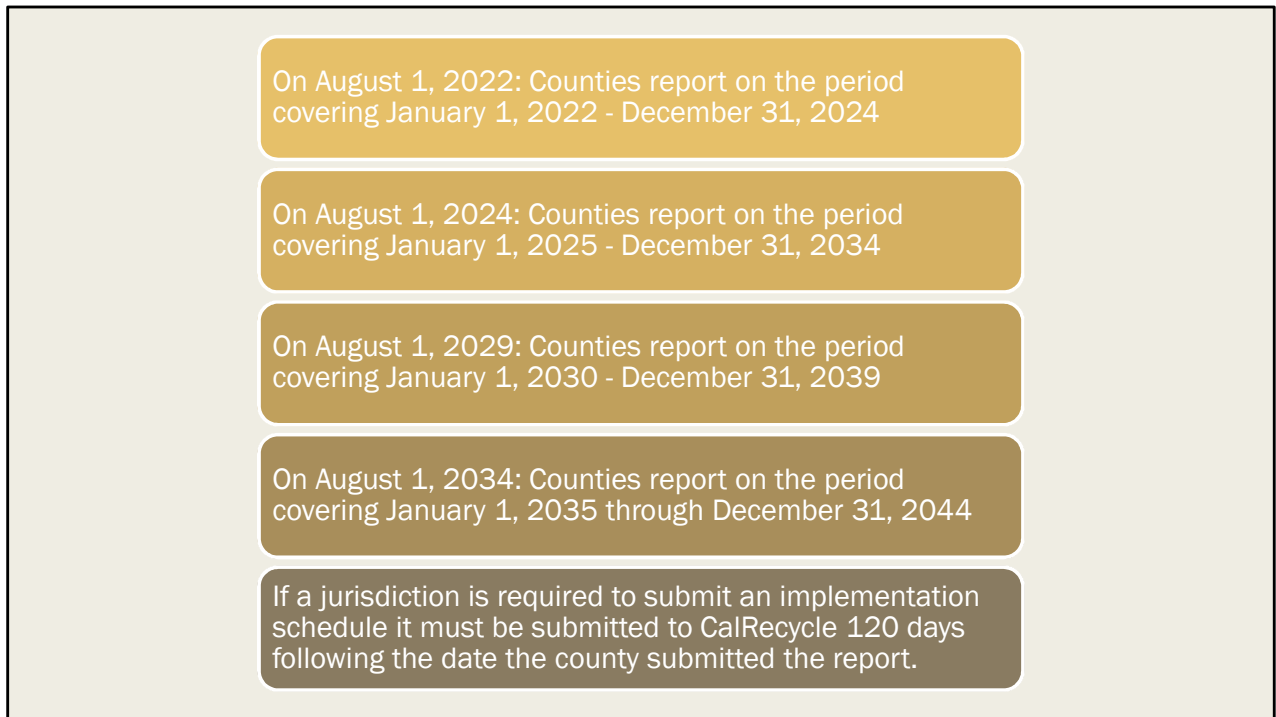 On August 1, 2022: Counties report on the period
covering January 1, 2022 - December 31, 2024
On August 1, 2024: Counties report on the period
covering January 1, 2025 - December 31, 2034
On August 1, 2029: Counties report on the period
covering January 1, 2030 - December 31, 2039
On August 1, 2034: Counties report on the period
covering January 1, 2035 through December 31, 2044
If a jurisdiction is required to submit an implementation
schedule it must be submitted to CalRecycle 120 days
following the date the county submitted the report.